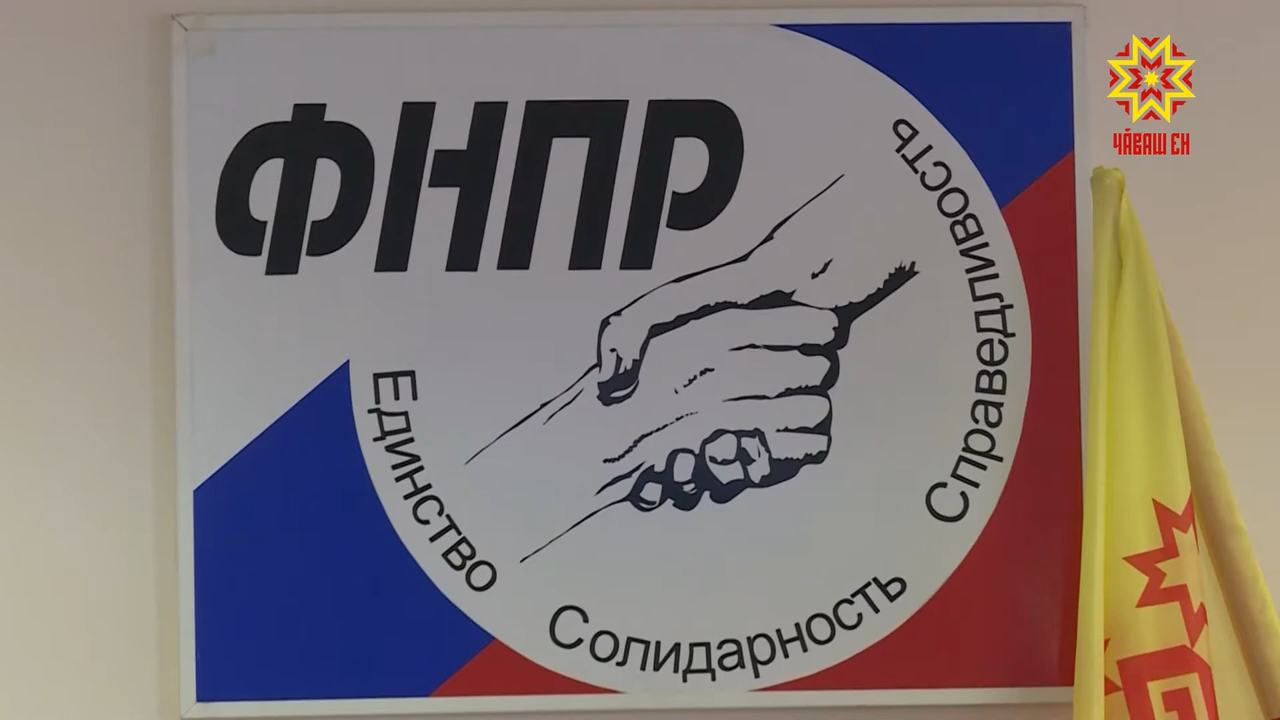 ФНПР
Единство
Солидарность
Справедливость
ЧӐВАШ ЕН